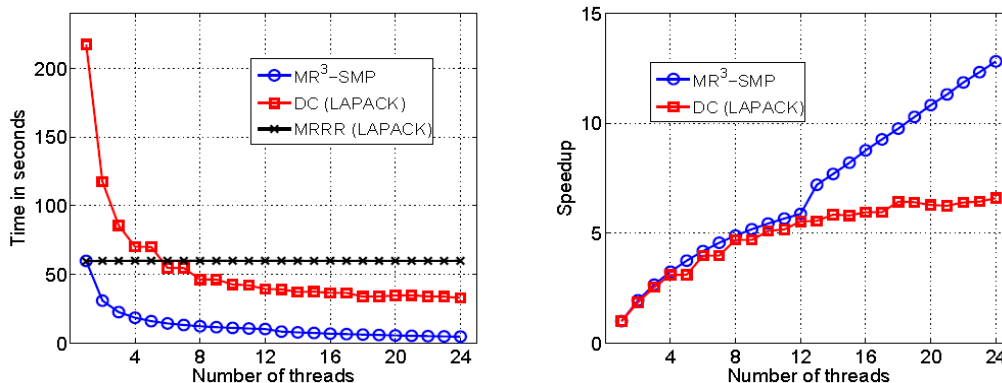 200
150
100
50
0
Time in seconds
MR³-SMP
DC (LAPACK)
MRRR (LAPACK)
4 8 12 16 20 24
Number of threads
15
10
5
0
Speedup
MR³-SMP
DC (LAPACK)
4 8 12 16 20 24
Number of threads